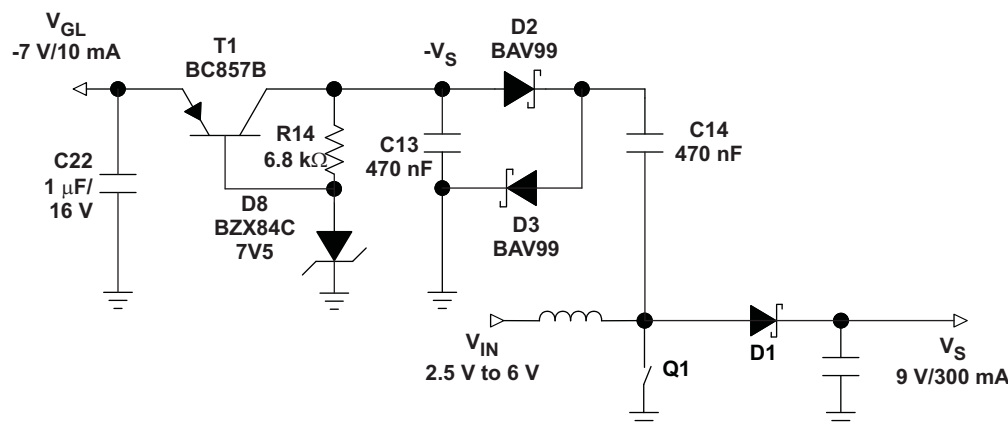 V_GL
-7 V/10 mA
T1
BC857B
-V_S
D2
BAV99
C22
1 μF/
16 V
R14
6.8 kΩ
C13
470 nF
C14
470 nF
D8
BZX84C
7V5
D3
BAV99
V_IN
2.5 V to 6 V
Q1
D1
V_S
9 V/300 mA